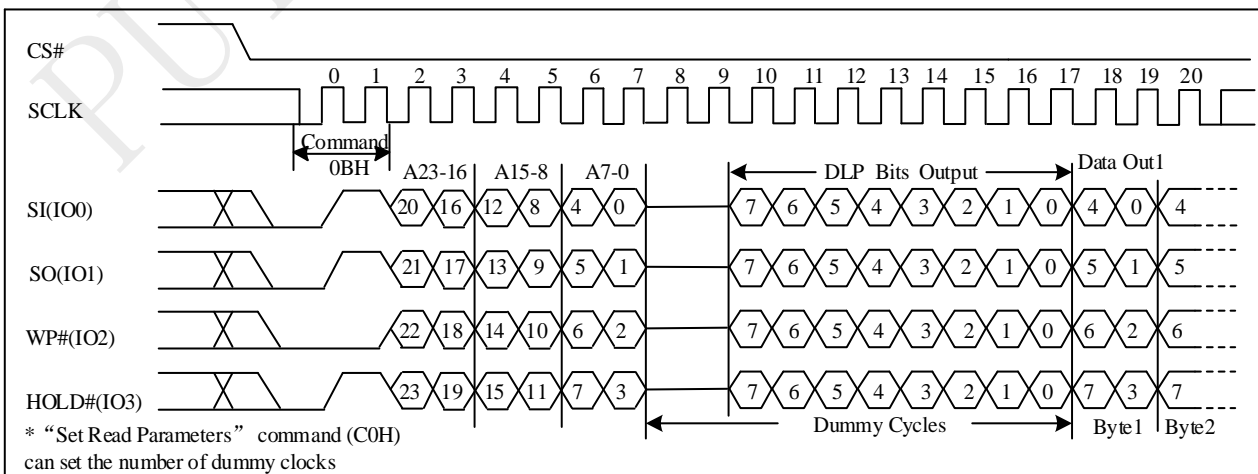 CS#
0 1 2 3 4 5 6 7 8 9 10 11 12 13 14 15 16 17 18 19 20
SCLK
Command
0BH
A23-16 A15-8 A7-0 DLP Bits Output Data Out1
SI(IO0) 20 16 12 8 4 0 7 6 5 4 3 2 1 0 4 0 4
SO(IO1) 21 17 13 9 5 1 7 6 5 4 3 2 1 0 5 1 5
WP#(IO2) 22 18 14 10 6 2 7 6 5 4 3 2 1 0 6 2 6
HOLD#(IO3) 23 19 15 11 7 3 7 6 5 4 3 2 1 0 7 3 7
Dummy Cycles Byte1 Byte2
* “Set Read Parameters” command (C0H)
can set the number of dummy clocks